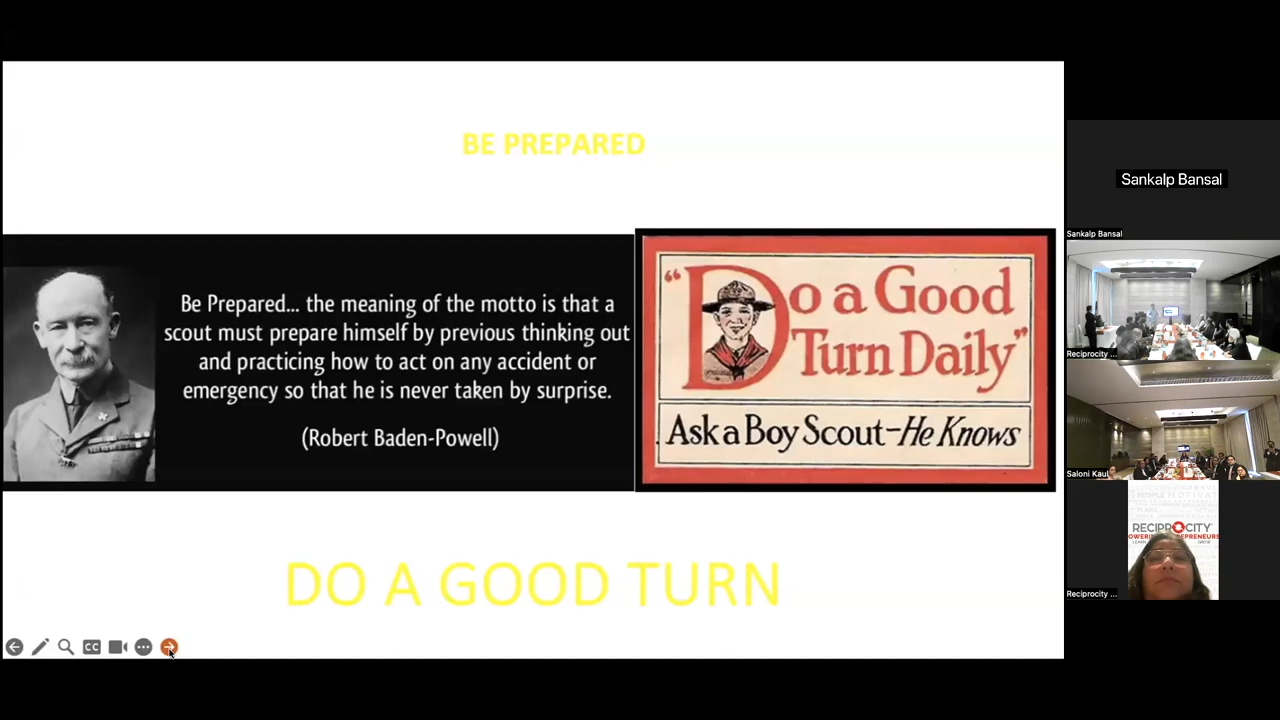 BE PREPARED
Be Prepared... the meaning of the motto is that a
scout must prepare himself by previous thinking out
and practicing how to act on any accident or
emergency so that he is never taken by surprise.
(Robert Baden-Powell)
"Do a Good
Turn Daily"
Ask a Boy Scout-He Knows
DO A GOOD TURN
CC
Sankalp Bansal
Sankalp Bansal
Reciprocity ...
Saloni Kaul
RECIPROCITY
Reciprocity ...